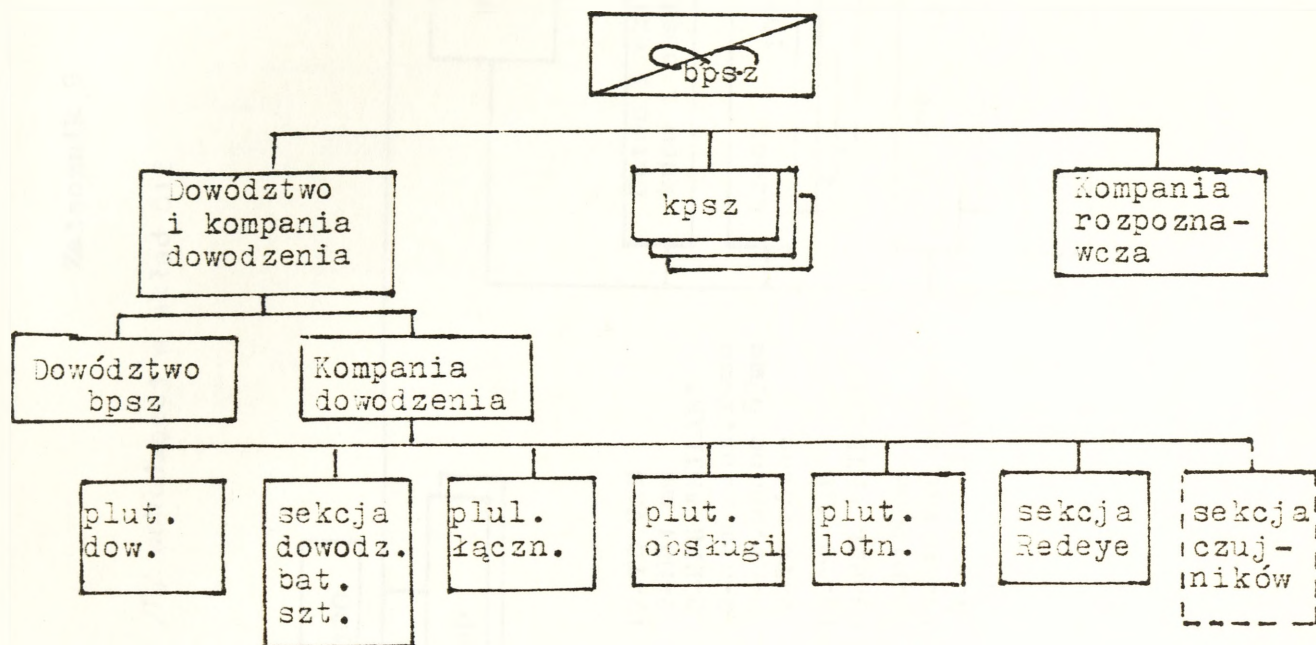 bpsz
Dowództwo
i kompania
dowodzenia
kpsz
Kompania
rozpozna-
wcza
Dowództwo
bpsz
Kompania
dowodzenia
plut.
dow.
sekcja
dowodz.
bat.
szt.
plul.
łączn.
plut.
obsługi
plut.
lotn.
sekcja
Redeye
sekcja
czuj-
ników